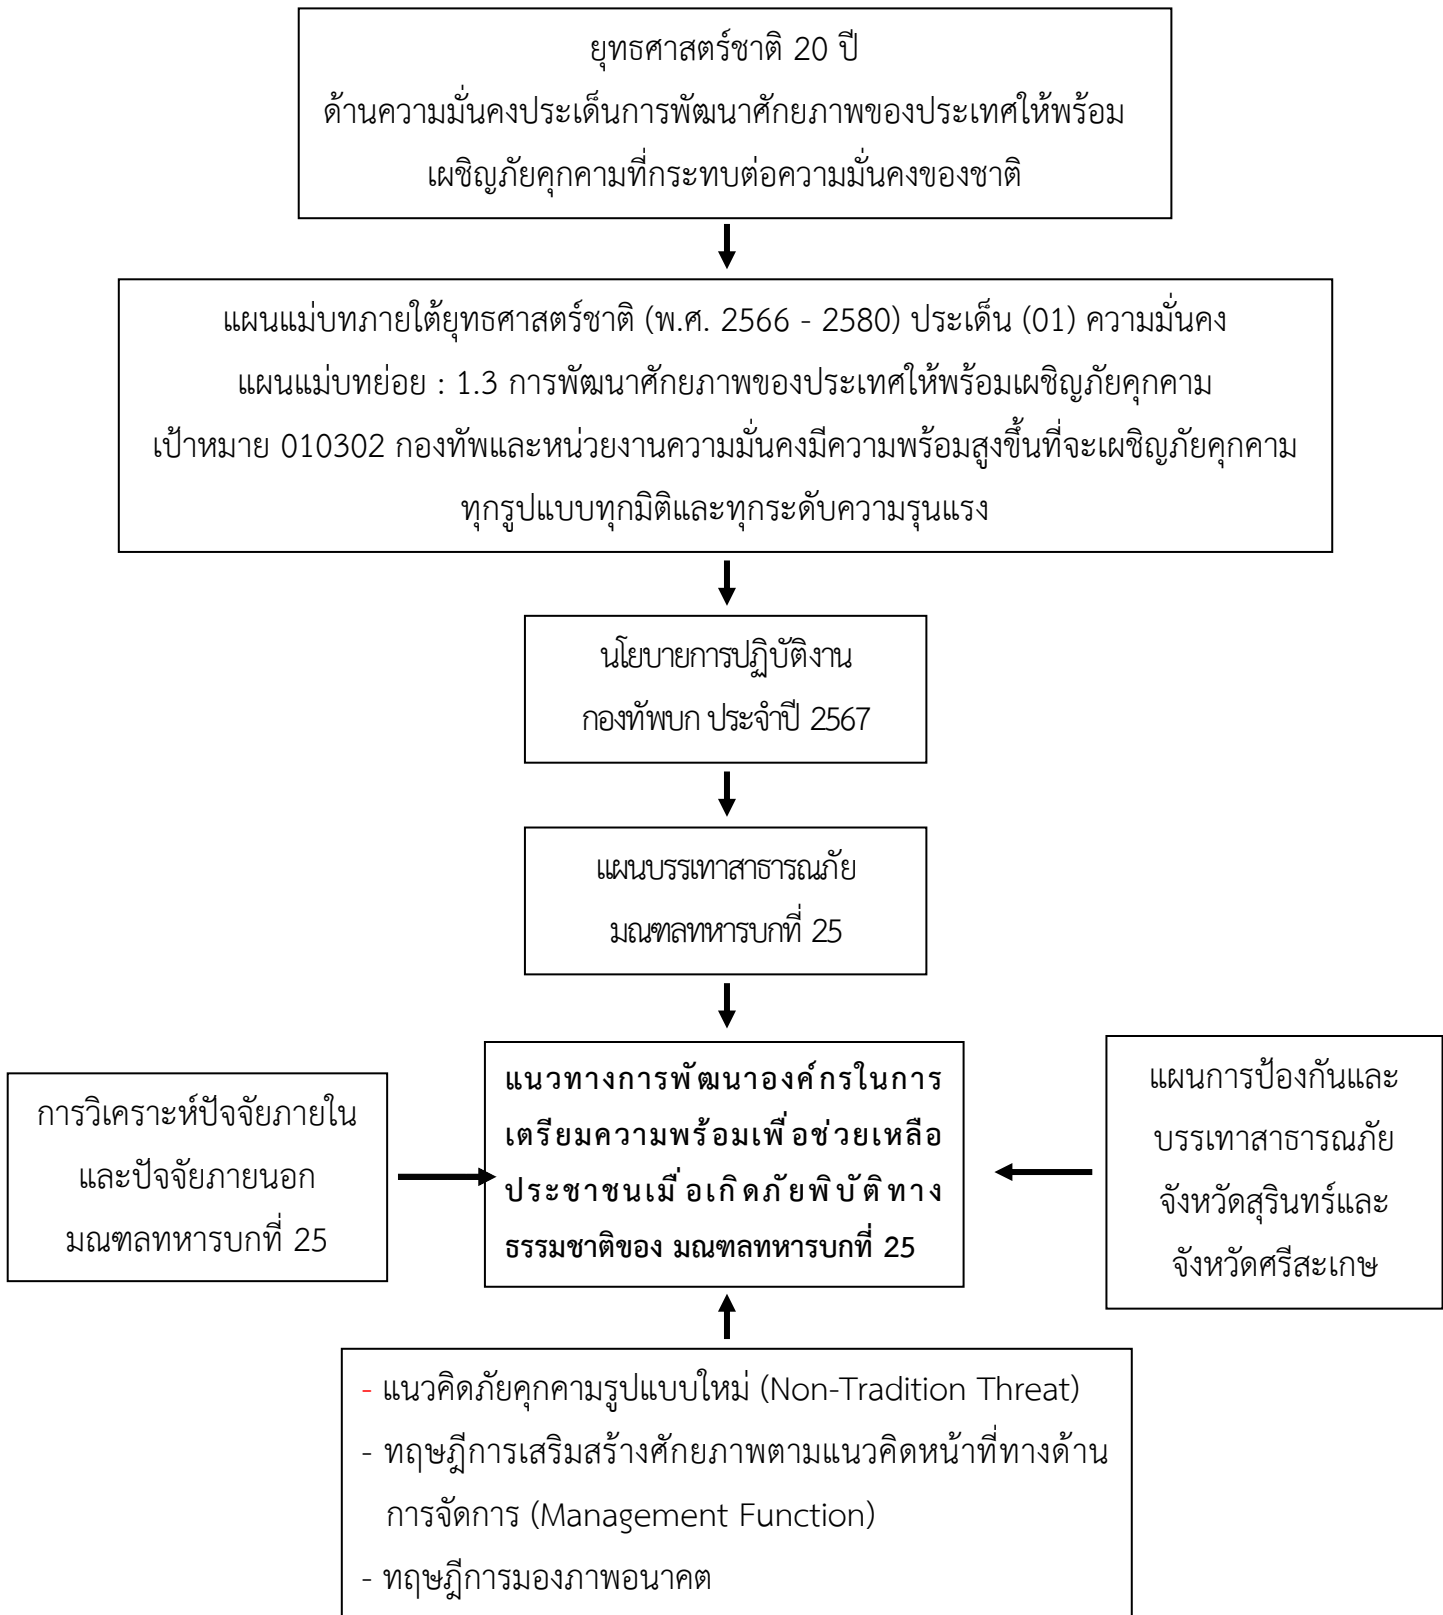 ยุทธศาสตร์ชาติ 20 ปี
ด้านความมั่นคงประเด็นการพัฒนาศักยภาพของประเทศให้พร้อม
เผชิญภัยคุกคามที่กระทบต่อความมั่นคงของชาติ
แผนแม่บทภายใต้ยุทธศาสตร์ชาติ (พ.ศ. 2566 - 2580) ประเด็น (01) ความมั่นคง
แผนแม่บทย่อย : 1.3 การพัฒนาศักยภาพของประเทศให้พร้อมเผชิญภัยคุกคาม
เป้าหมาย 010302 กองทัพและหน่วยงานความมั่นคงมีความพร้อมสูงขึ้นที่จะเผชิญภัยคุกคาม
ทุกรูปแบบทุกมิติและทุกระดับความรุนแรง
นโยบายการปฏิบัติงาน
กองทัพบก ประจำปี 2567
แผนบรรเทาสาธารณภัย
มณฑลทหารบกที่ 25
การวิเคราะห์ปัจจัยภายใน
และปัจจัยภายนอก
มณฑลทหารบกที่ 25
แนวทางการพัฒนาองค์กรในการ
เตรียมความพร้อมเพื่อช่วยเหลือ
ประชาชนเมื่อเกิดภัยพิบัติทาง
ธรรมชาติของ มณฑลทหารบกที่ 25
แผนการป้องกันและ
บรรเทาสาธารณภัย
จังหวัดสุรินทร์และ
จังหวัดศรีสะเกษ
- แนวคิดภัยคุกคามรูปแบบใหม่ (Non-Tradition Threat)
- ทฤษฎีการเสริมสร้างศักยภาพตามแนวคิดหน้าที่ทางด้าน
การจัดการ (Management Function)
- ทฤษฎีการมองภาพอนาคต